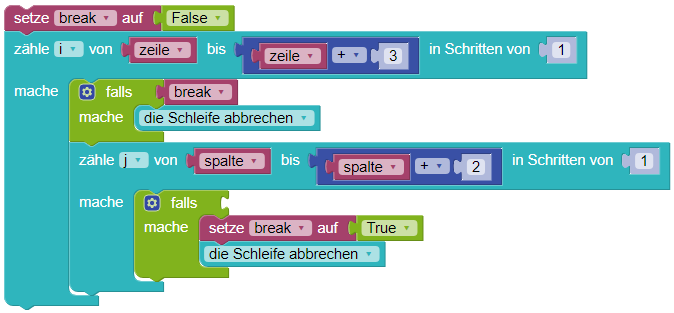 setze break auf False
zähle i von zeile bis zeile + 3 in Schritten von 1
mache falls break
mache die Schleife abbrechen
zähle j von spalte bis spalte + 2 in Schritten von 1
mache falls
mache setze break auf True
die Schleife abbrechen